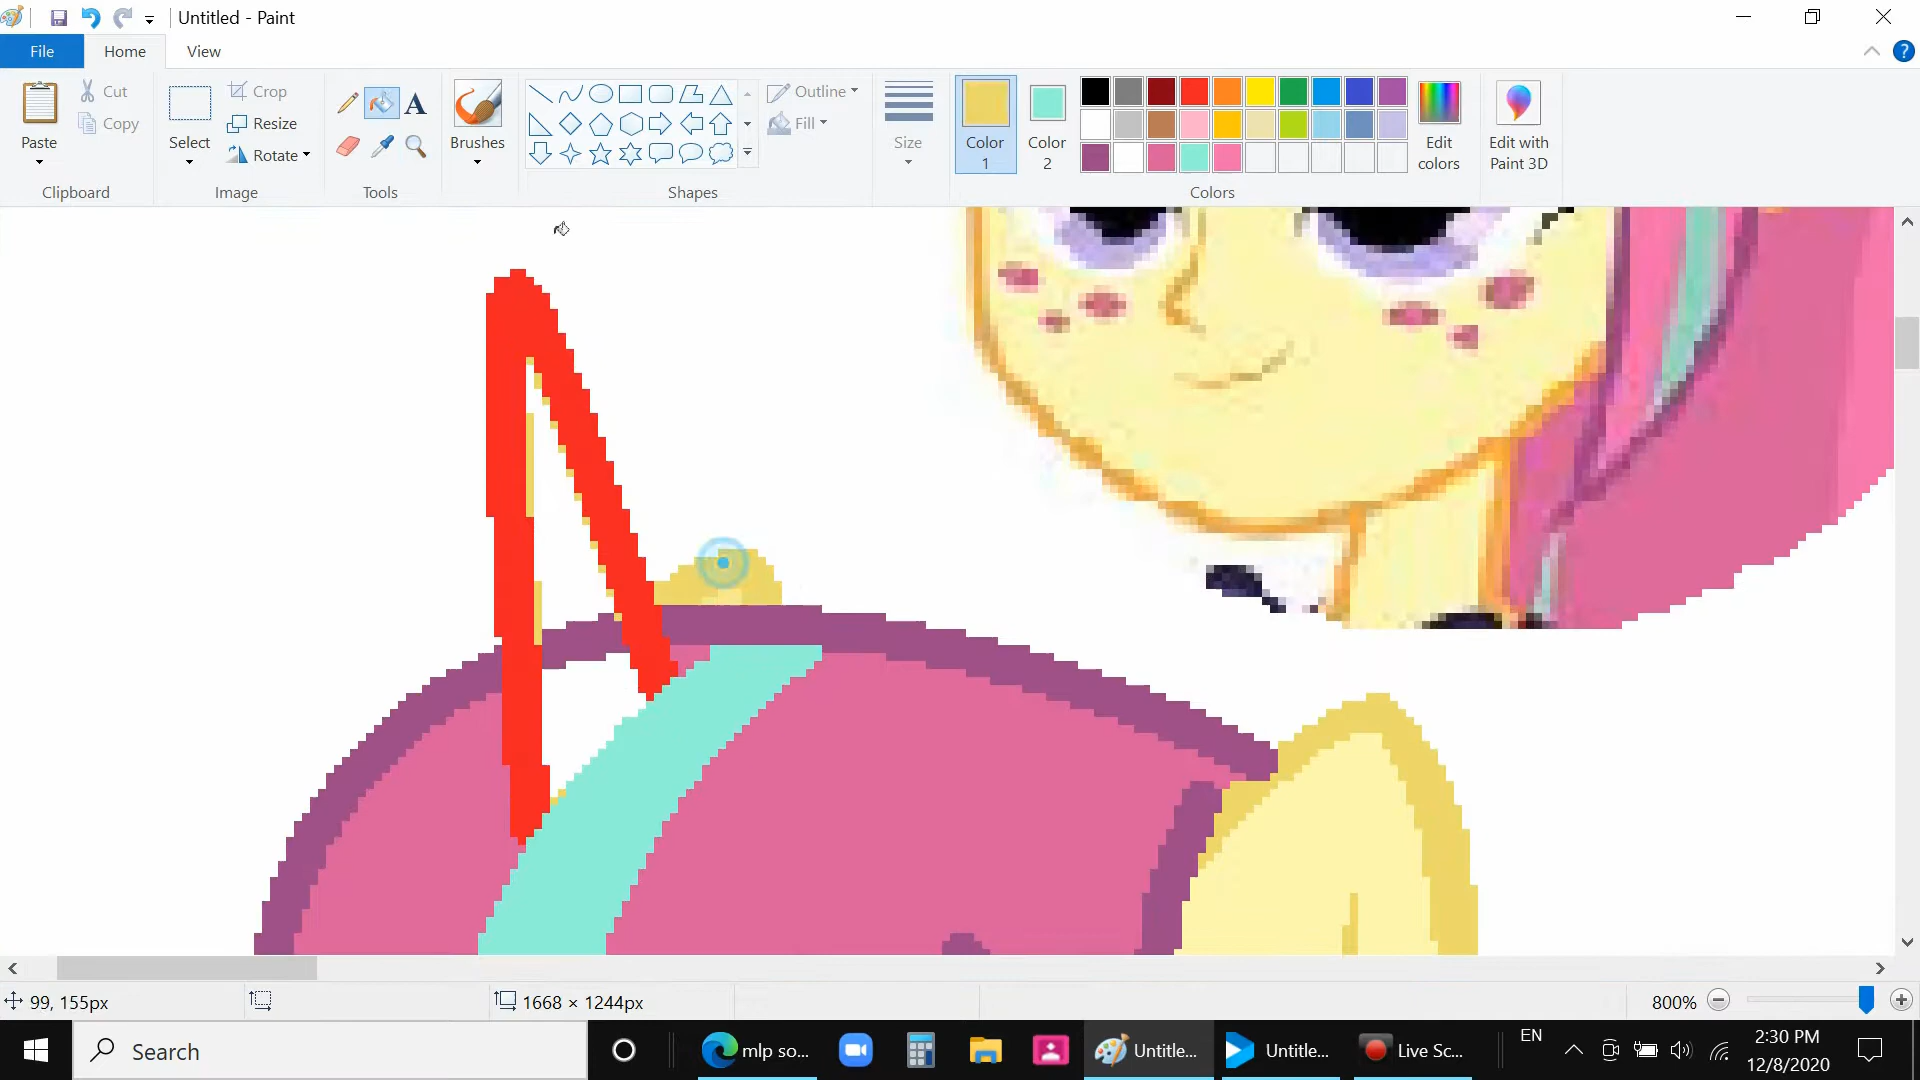 Untitled - Paint
File Home View
Paste
Cut
Copy
Clipboard
Select
Crop
Resize
Rotate
Image
A
Tools
Brushes
Shapes
Outline
Fill
Size
Color 1
Color 2
Colors
Edit colors
Edit with Paint 3D
?
99, 155px
1668 × 1244px
800%
Search
mlp so...
Untitle...
Untitle...
Live Sc...
EN
2:30 PM
12/8/2020